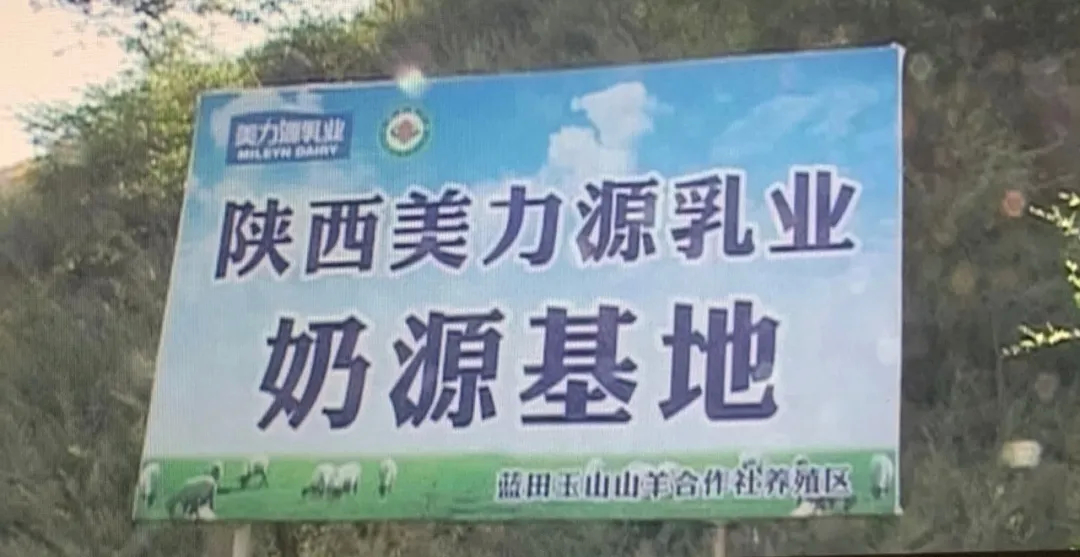 美力源乳业
MILEYN DAIRY
陕西美力源乳业
奶源基地
蓝田玉山山羊合作社养殖区